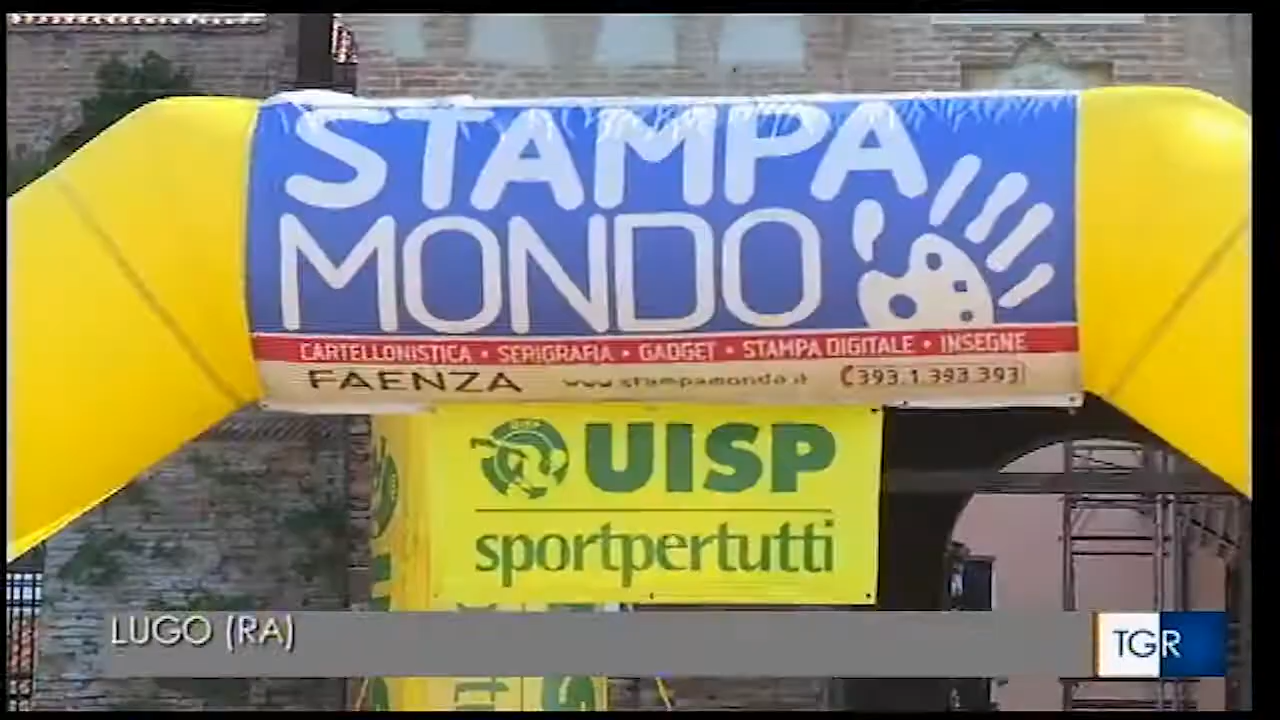 STAMPA
MONDO
CARTELLONISTICA • SERIGRAFIA • GADGET • STAMPA DIGITALE • INSEGNE
FAENZA www.stampamondo.it 393.1.393.393
UISP
sportpertutti
LUGO (RA)
TGR